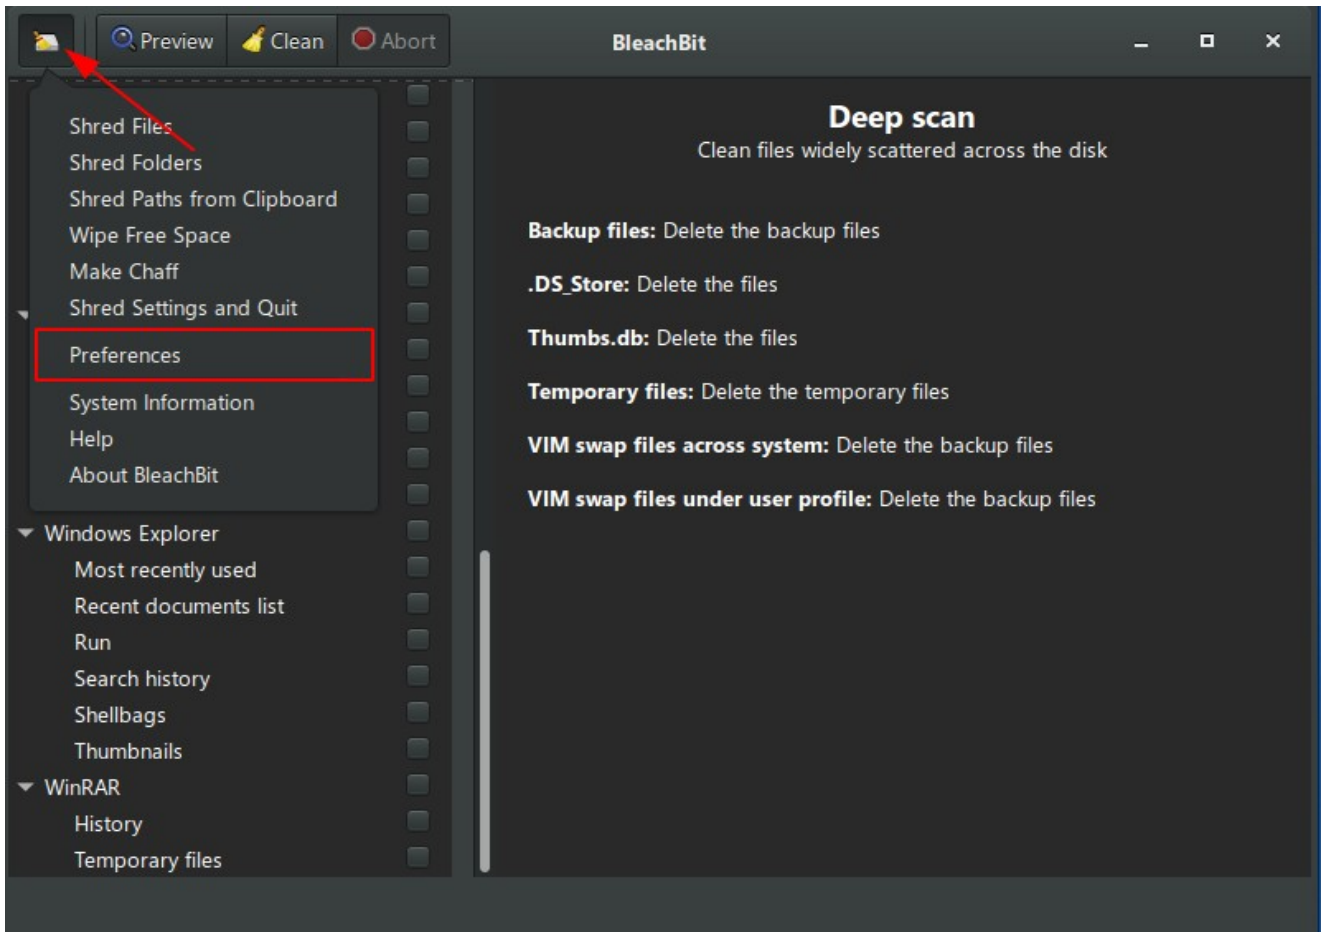 Preview Clean Abort BleachBit
Shred Files
Shred Folders
Shred Paths from Clipboard
Wipe Free Space
Make Chaff
Shred Settings and Quit
Preferences
System Information
Help
About BleachBit
Windows Explorer
Most recently used
Recent documents list
Run
Search history
Shellbags
Thumbnails
WinRAR
History
Temporary files
Deep scan
Clean files widely scattered across the disk
Backup files: Delete the backup files
.DS_Store: Delete the files
Thumbs.db: Delete the files
Temporary files: Delete the temporary files
VIM swap files across system: Delete the backup files
VIM swap files under user profile: Delete the backup files